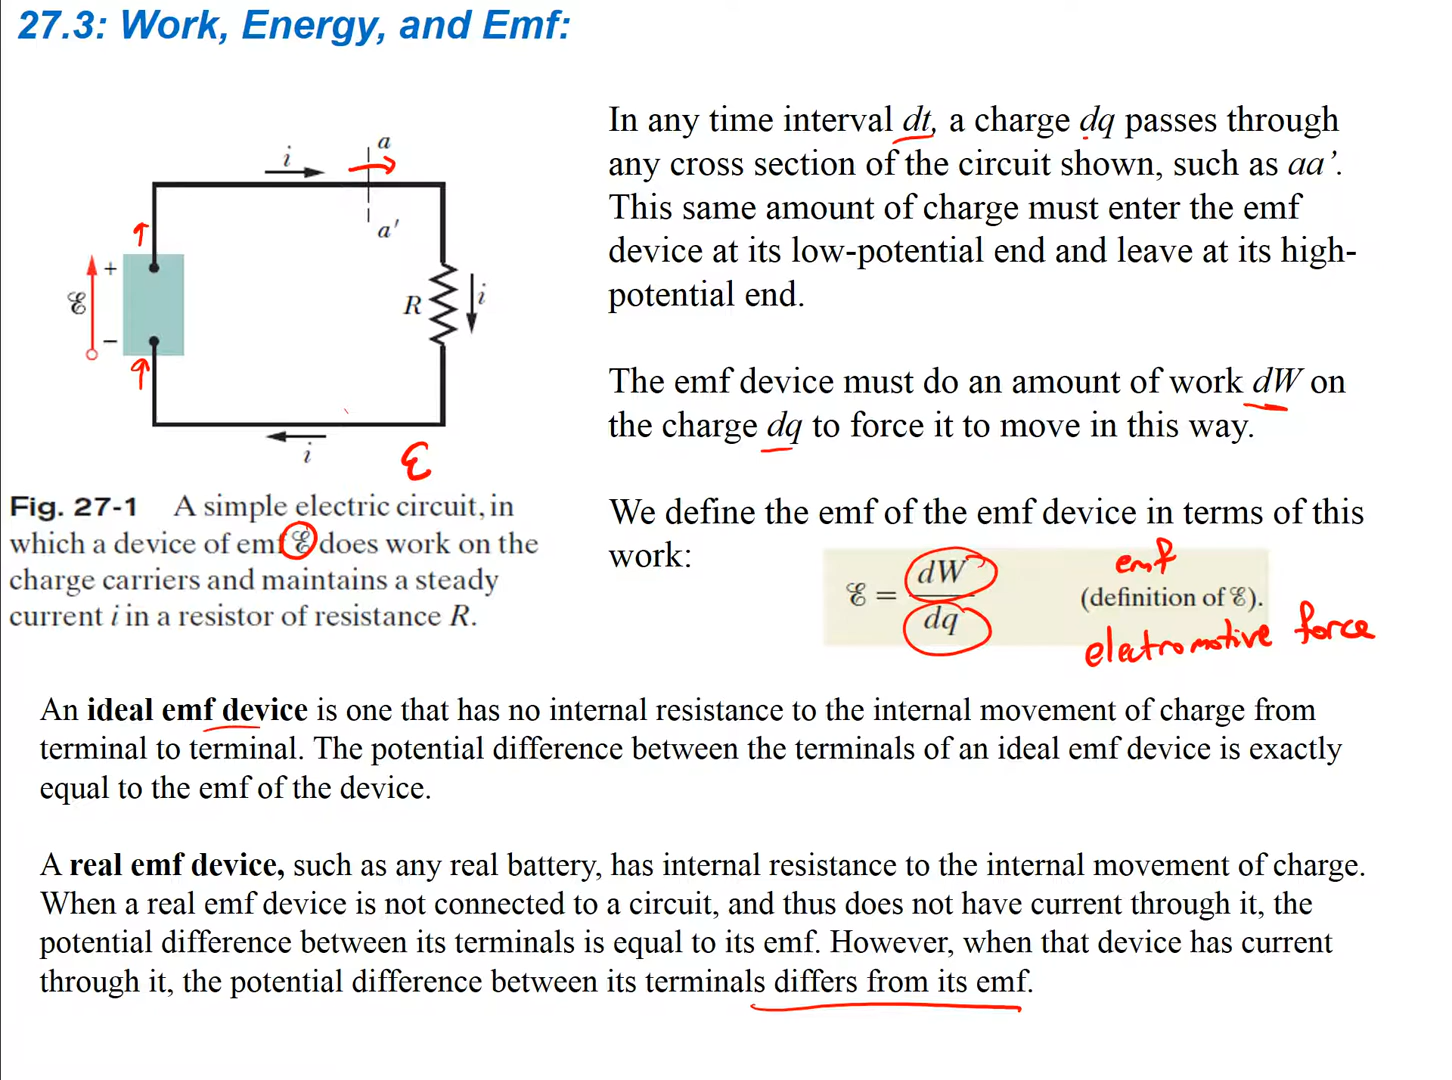 27.3: Work, Energy, and Emf:
i
a
a'
+
ℰ
−
R
i
i
ℰ
Fig. 27-1 A simple electric circuit, in
which a device of emf ℰ does work on the
charge carriers and maintains a steady
current i in a resistor of resistance R.
In any time interval dt, a charge dq passes through
any cross section of the circuit shown, such as aa’.
This same amount of charge must enter the emf
device at its low-potential end and leave at its high-
potential end.
The emf device must do an amount of work dW on
the charge dq to force it to move in this way.
We define the emf of the emf device in terms of this
work:
ℰ = dW/dq
emf
(definition of ℰ).
electromotive force
An ideal emf device is one that has no internal resistance to the internal movement of charge from
terminal to terminal. The potential difference between the terminals of an ideal emf device is exactly
equal to the emf of the device.
A real emf device, such as any real battery, has internal resistance to the internal movement of charge.
When a real emf device is not connected to a circuit, and thus does not have current through it, the
potential difference between its terminals is equal to its emf. However, when that device has current
through it, the potential difference between its terminals differs from its emf.